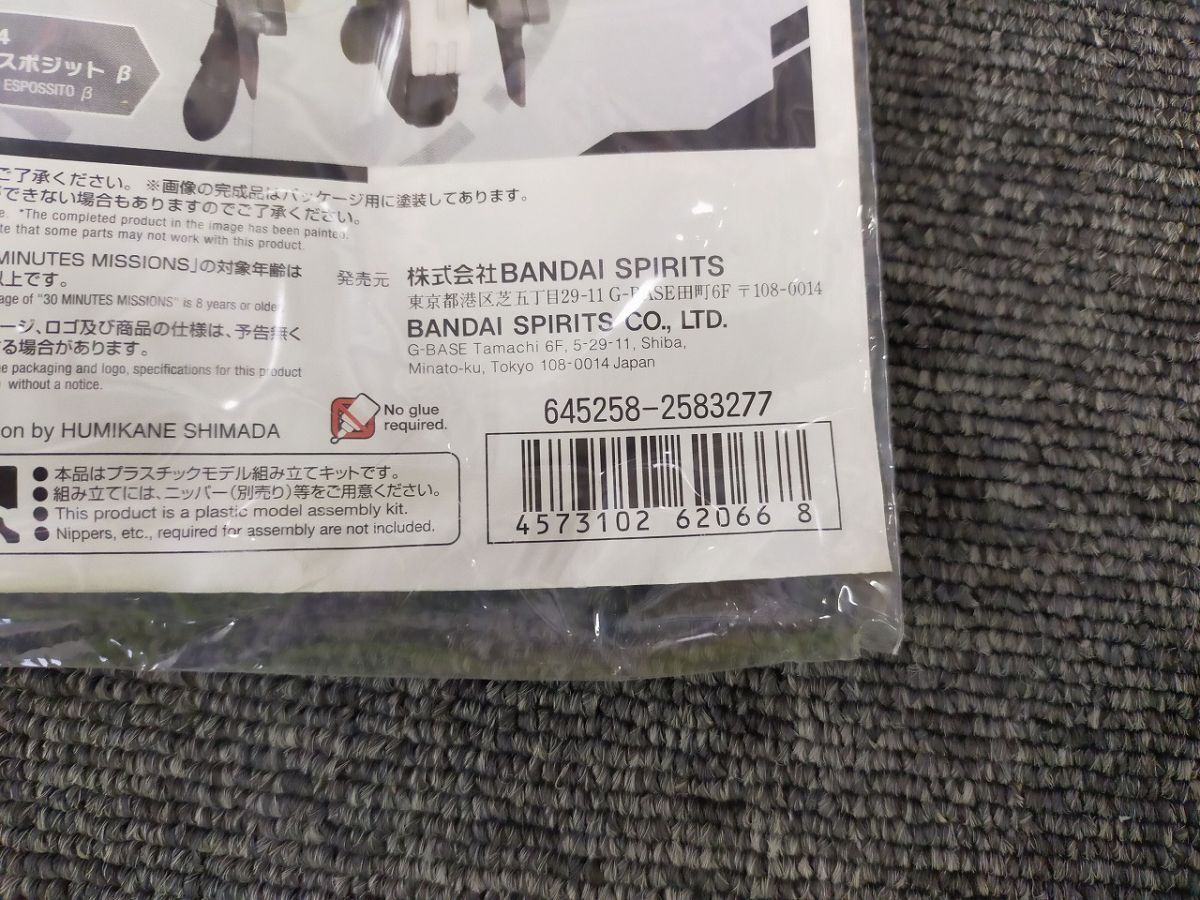 4
スポジット β
ESPOSSITO β
ご了承ください。 ※画像の完成品はパッケージ用に塗装してあります。
できない場合もありますのでご了承ください。
e. *The completed product in the image has been painted.
te that some parts may not work with this product.
MINUTES MISSIONS」の対象年齢は
以上です。
age of "30 MINUTES MISSIONS" is 8 years or older
ージ、ロゴ及び商品の仕様は、予告無く
する場合があります。
e packaging and logo, specifications for this product
without a notice.
on by HUMIKANE SHIMADA
発売元 株式会社BANDAI SPIRITS
東京都港区芝五丁目29-11 G-BASE田町6F 〒108-0014
BANDAI SPIRITS CO., LTD.
G-BASE Tamachi 6F, 5-29-11, Shiba,
Minato-ku, Tokyo 108-0014 Japan
No glue
required.
645258-2583277
4573102 620668
● 本品はプラスチックモデル組み立てキットです。
● 組み立てには、ニッパー(別売り)等をご用意ください。
● This product is a plastic model assembly kit.
● Nippers, etc., required for assembly are not included.